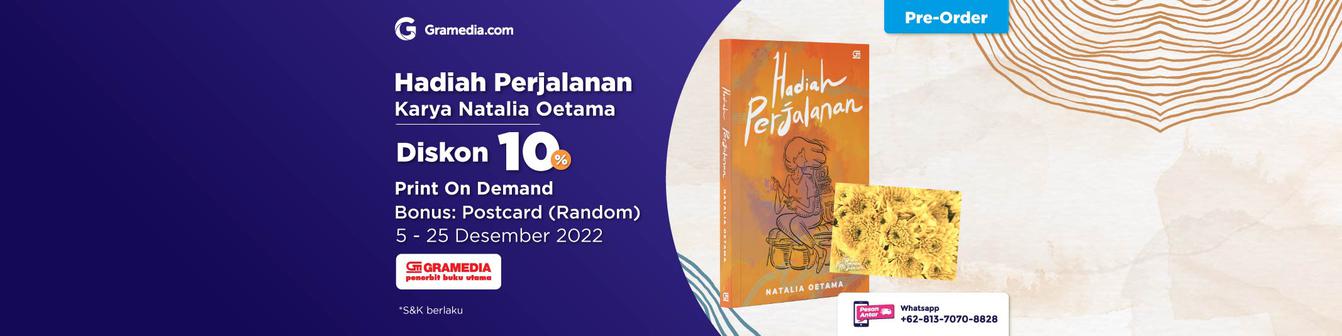 Gramedia.com
Hadiah Perjalanan
Karya Natalia Oetama
Diskon 10%
Print On Demand
Bonus: Postcard (Random)
5 - 25 Desember 2022
GRAMEDIA
penerbit buku utama
*S&K berlaku
Pre-Order
Hadiah
Perjalanan
NATALIA OETAMA
Hadiah Perjalanan NATALIA OETAMA
Pesan
Antar
Whatsapp
+62-813-7070-8828